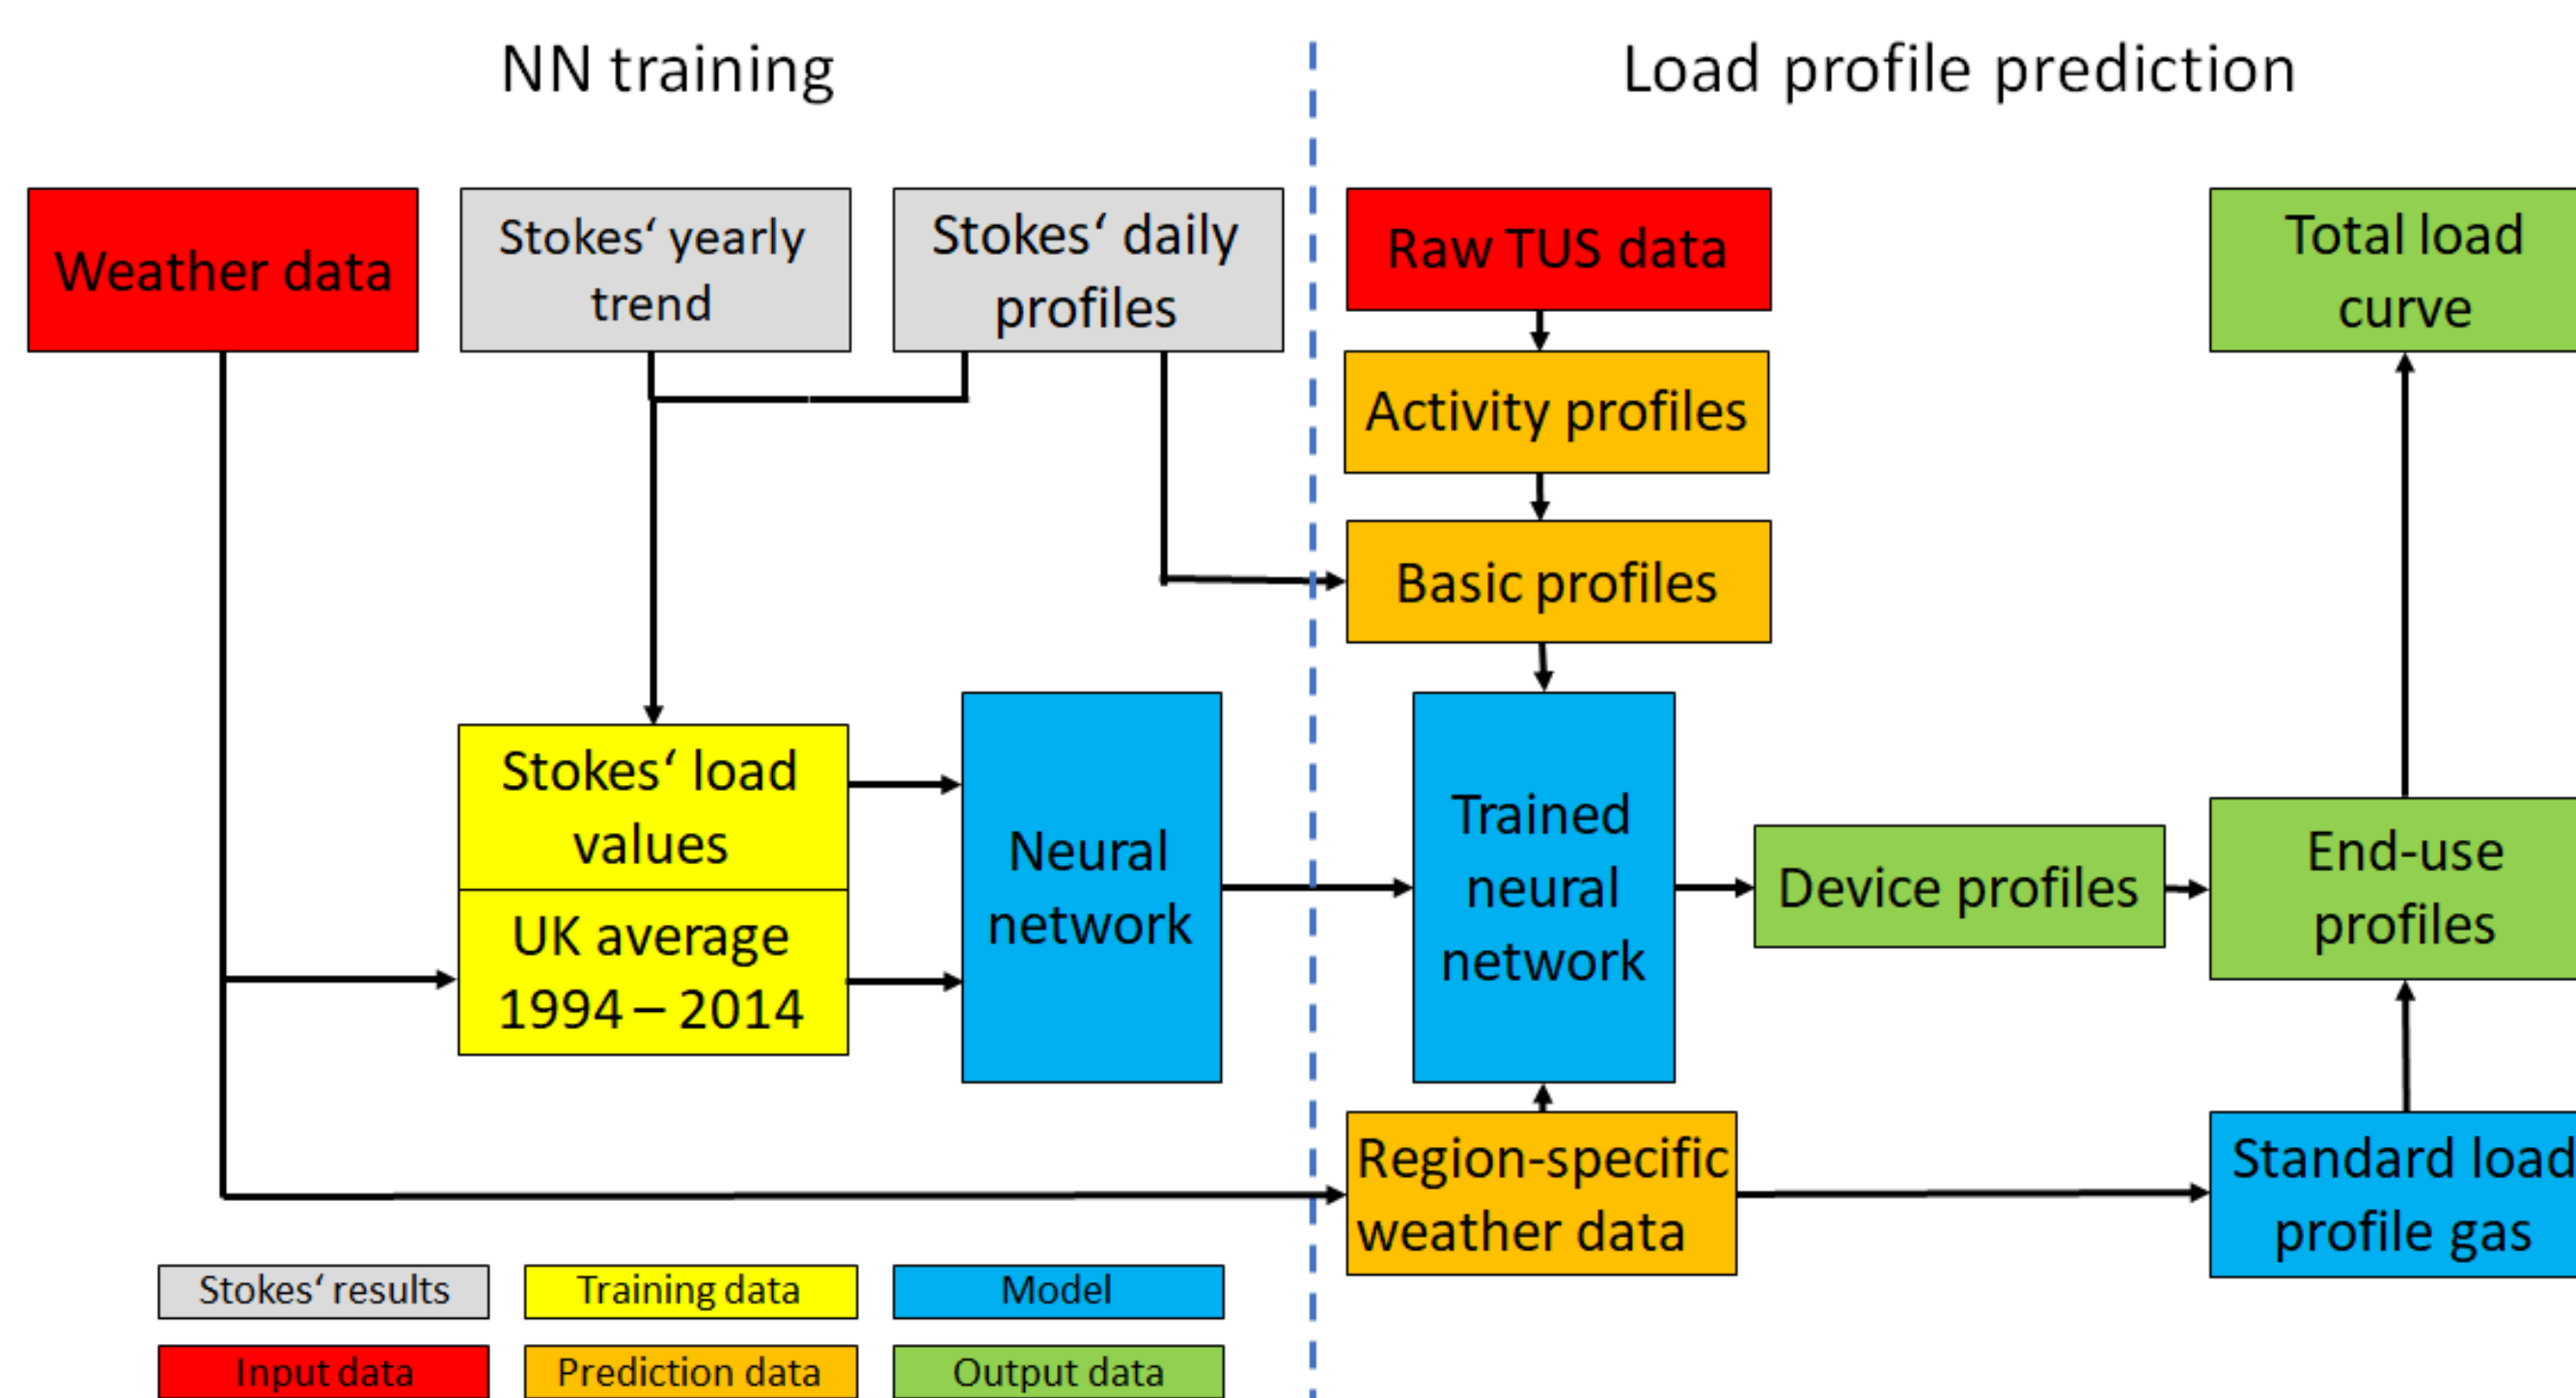 NN training
Load profile prediction
Weather data
Stokes‘ yearly
trend
Stokes‘ daily
profiles
Raw TUS data
Total load
curve
Activity profiles
Basic profiles
Stokes‘ load
values
UK average
1994 – 2014
Neural
network
Trained
neural
network
Device profiles
End-use
profiles
Region-specific
weather data
Standard load
profile gas
Stokes‘ results
Training data
Model
Input data
Prediction data
Output data